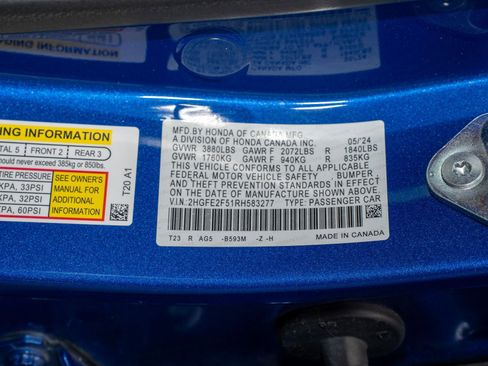 NG INFORMATION
TAL 5 | FRONT 2 | REAR 3
hould never exceed 385kg or 850lbs.
IRE PRESSURE
KPA, 33PSI
KPA, 32PSI
KPA, 60PSI
SEE OWNER'S
MANUAL FOR
ADDITIONAL
INFORMATION
T20 A1
MFD.BY HONDA OF CANADA MFG.
A DIVISION OF HONDA CANADA INC. 05/24
GVWR 3880LBS GAWR F 2072LBS R 1840LBS
GVWR 1760KG GAWR F 940KG R 835KG
THIS VEHICLE CONFORMS TO ALL APPLICABLE
FEDERAL MOTOR VEHICLE SAFETY , BUMPER ,
AND THEFT PREVENTION STANDARDS IN EFFECT
ON THE DATE OF MANUFACTURE SHOWN ABOVE.
V.I.N:2HGFE2F51RH583277 TYPE:PASSENGER CAR
T23 R AG5 -B593M -Z -H
MADE IN CANADA